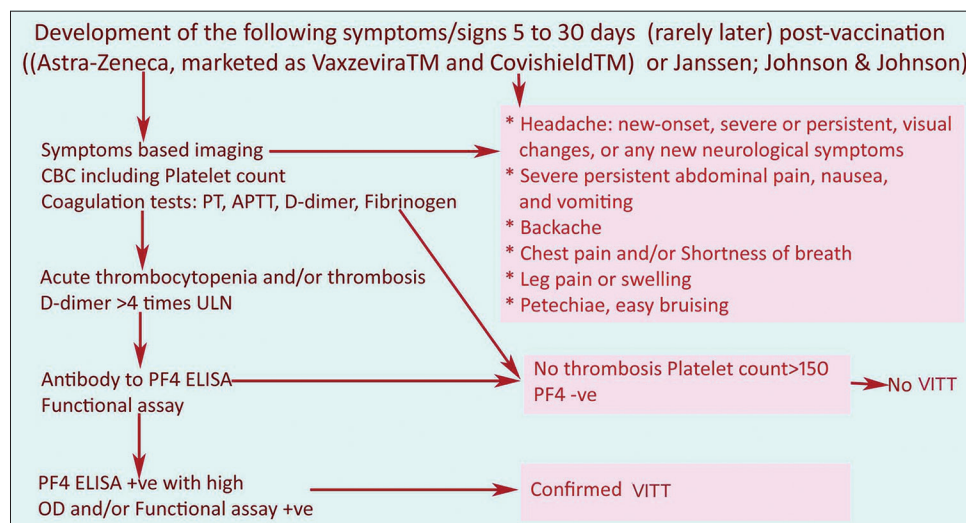 Development of the following symptoms/signs 5 to 30 days (rarely later) post-vaccination
((Astra-Zeneca, marketed as VaxzeviraTM and CovishieldTM) or Janssen; Johnson & Johnson)
Symptoms based imaging
CBC including Platelet count
Coagulation tests: PT, APTT, D-dimer, Fibrinogen
* Headache: new-onset, severe or persistent, visual
changes, or any new neurological symptoms
* Severe persistent abdominal pain, nausea,
and vomiting
* Backache
* Chest pain and/or Shortness of breath
* Leg pain or swelling
* Petechiae, easy bruising
Acute thrombocytopenia and/or thrombosis
D-dimer >4 times ULN
Antibody to PF4 ELISA
Functional assay
No thrombosis Platelet count>150
PF4 -ve
No VITT
PF4 ELISA +ve with high
OD and/or Functional assay +ve
Confirmed VITT